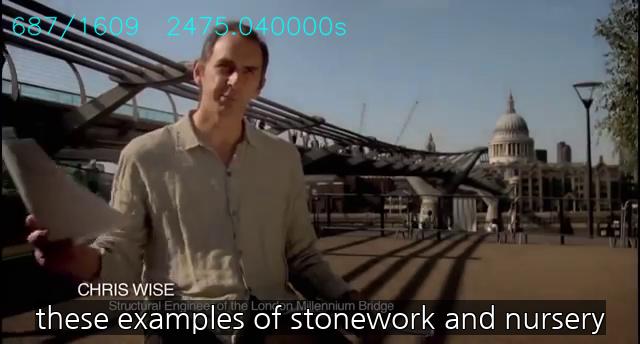 687/1609 2475.040000s
CHRIS WISE
Structural Engineer of the London Millennium Bridge
these examples of stonework and nursery